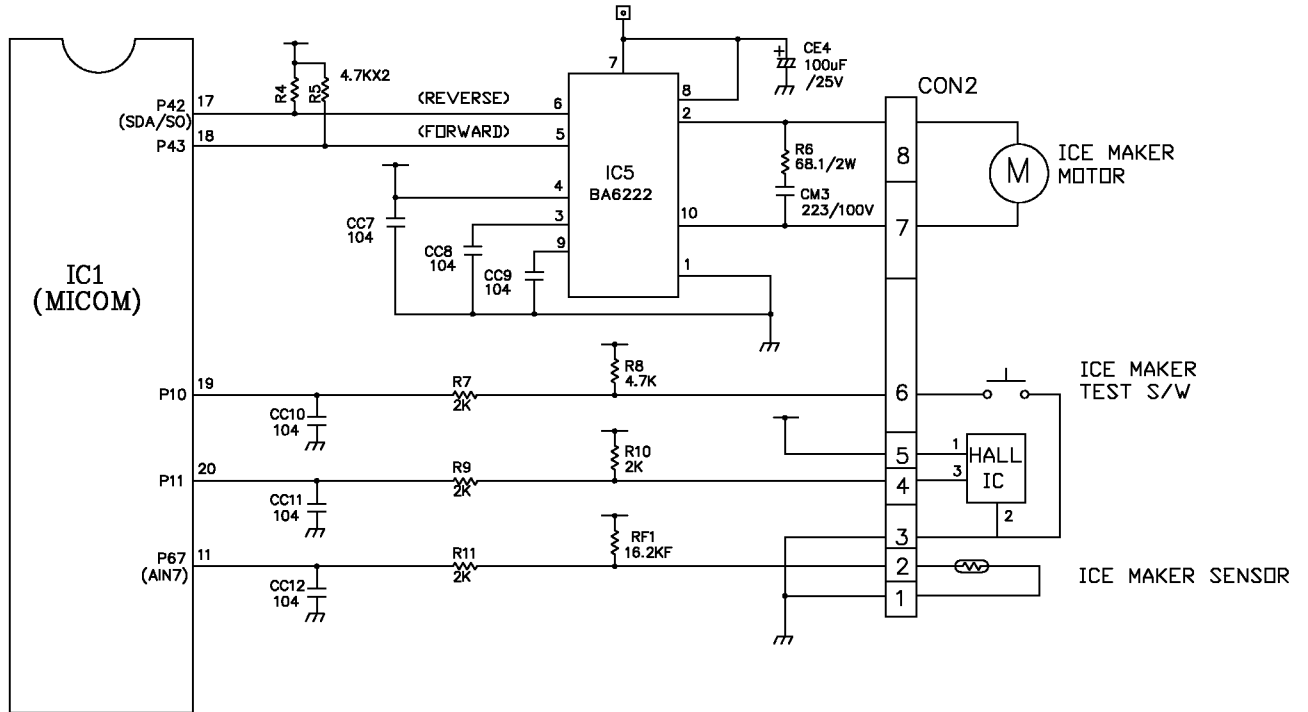 IC1
(MICOM)
P42
(SDA/SO)
17
P43
18
R4
R5
4.7KX2
(REVERSE)
(FORWARD)
6
5
4
3
9
7
8
2
10
1
IC5
BA6222
CC7
104
CC8
104
CC9
104
CE4
100uF
/25V
+
R6
68.1/2W
CM3
223/100V
CON2
8
7
6
5
4
3
2
1
M
ICE MAKER
MOTOR
P10
19
CC10
104
R7
2K
R8
4.7K
ICE MAKER
TEST S/W
P11
20
CC11
104
R9
2K
R10
2K
1
3
HALL
IC
2
P67
(AIN7)
11
CC12
104
R11
2K
RF1
16.2KF
ICE MAKER SENSOR